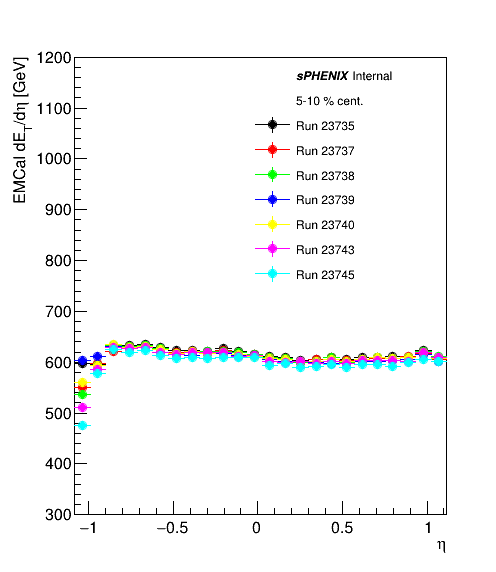 sPHENIX Internal
5-10 % cent.
Run 23735
Run 23737
Run 23738
Run 23739
Run 23740
Run 23743
Run 23745
EMCal dE_T/dη [GeV]
1200
1100
1000
900
800
700
600
500
400
300
−1
−0.5
0
0.5
1
η